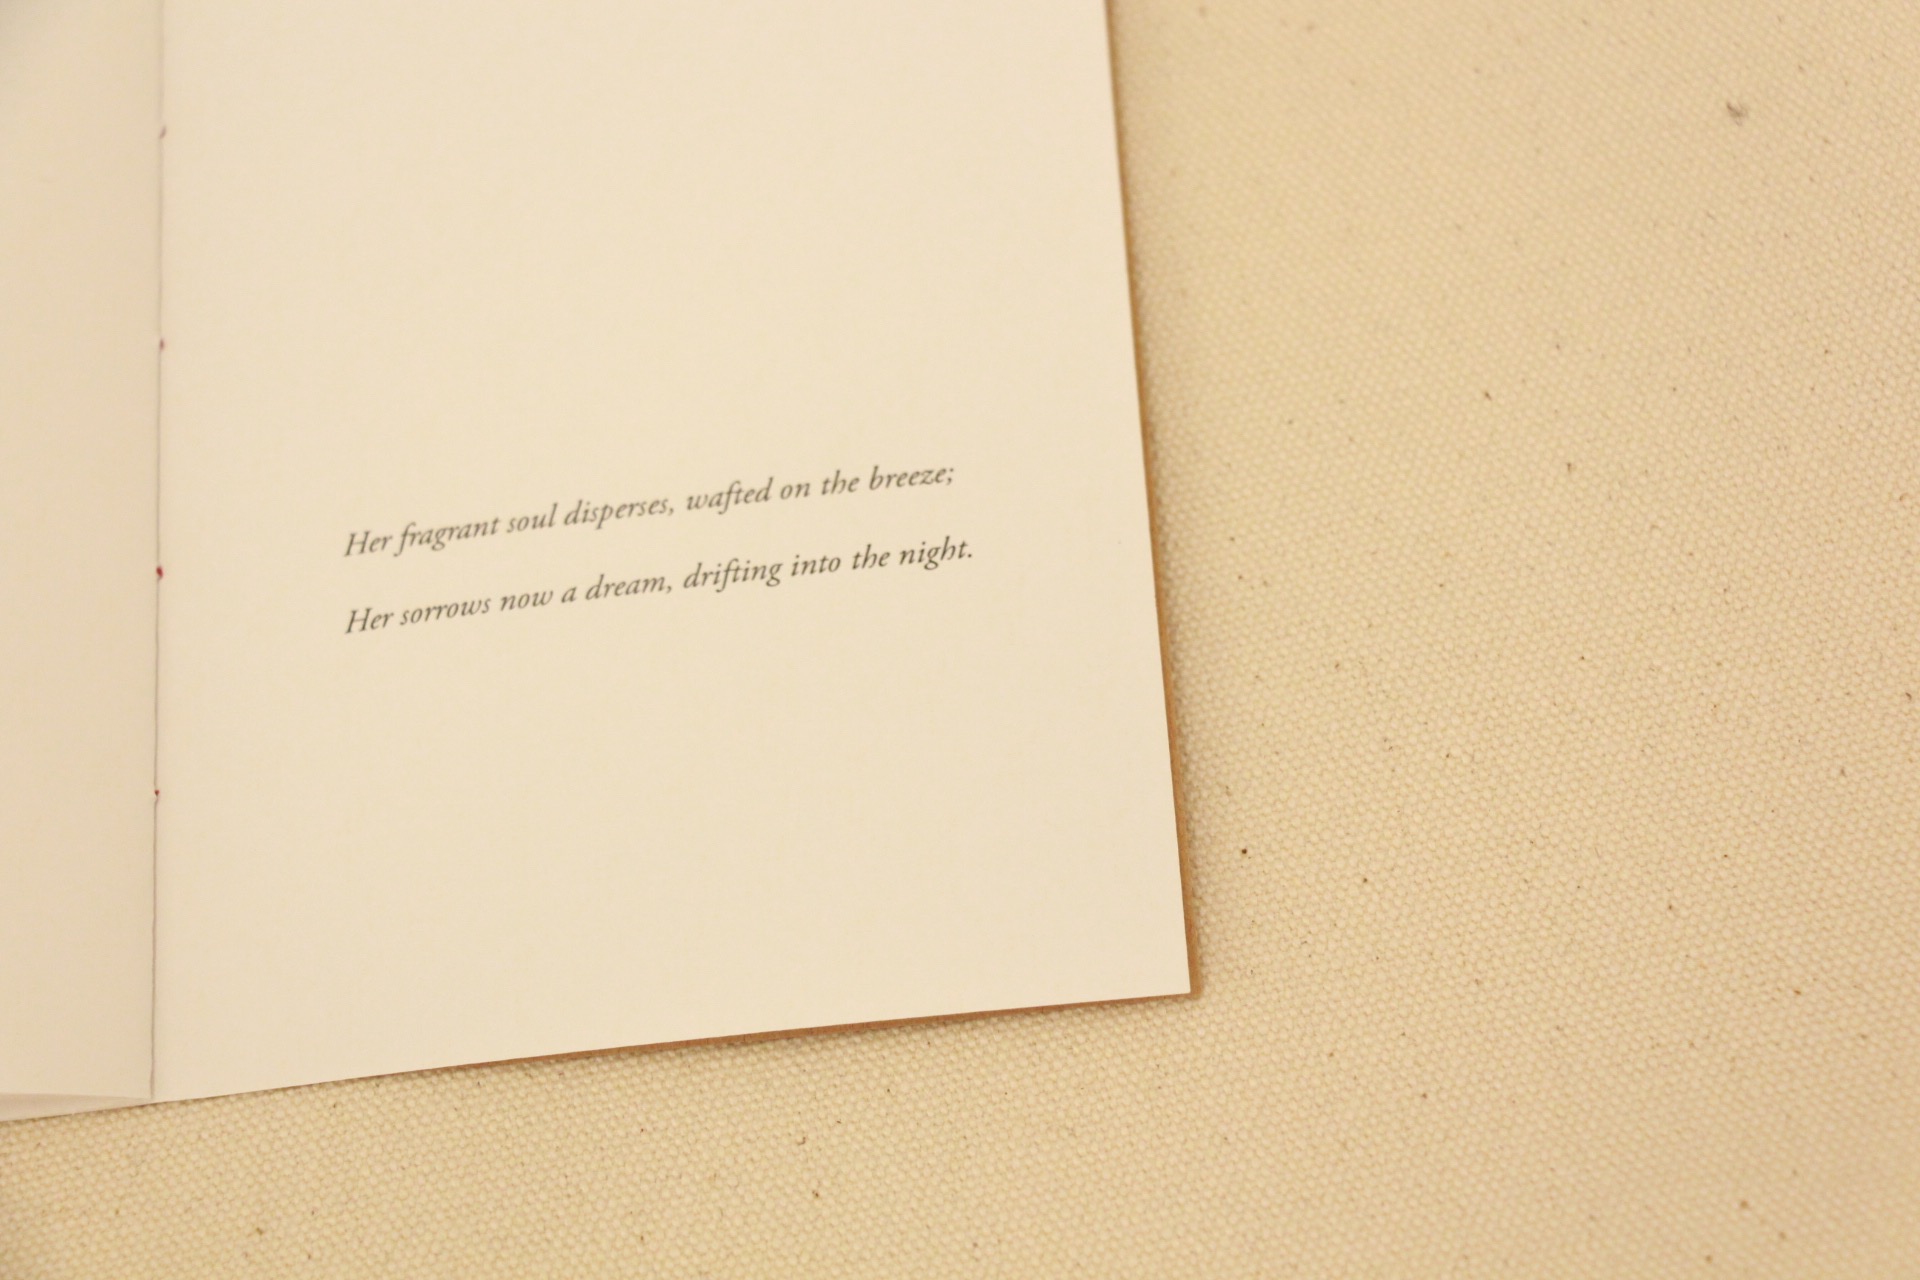 Her fragrant soul disperses, wafted on the breeze;
Her sorrows now a dream, drifting into the night.